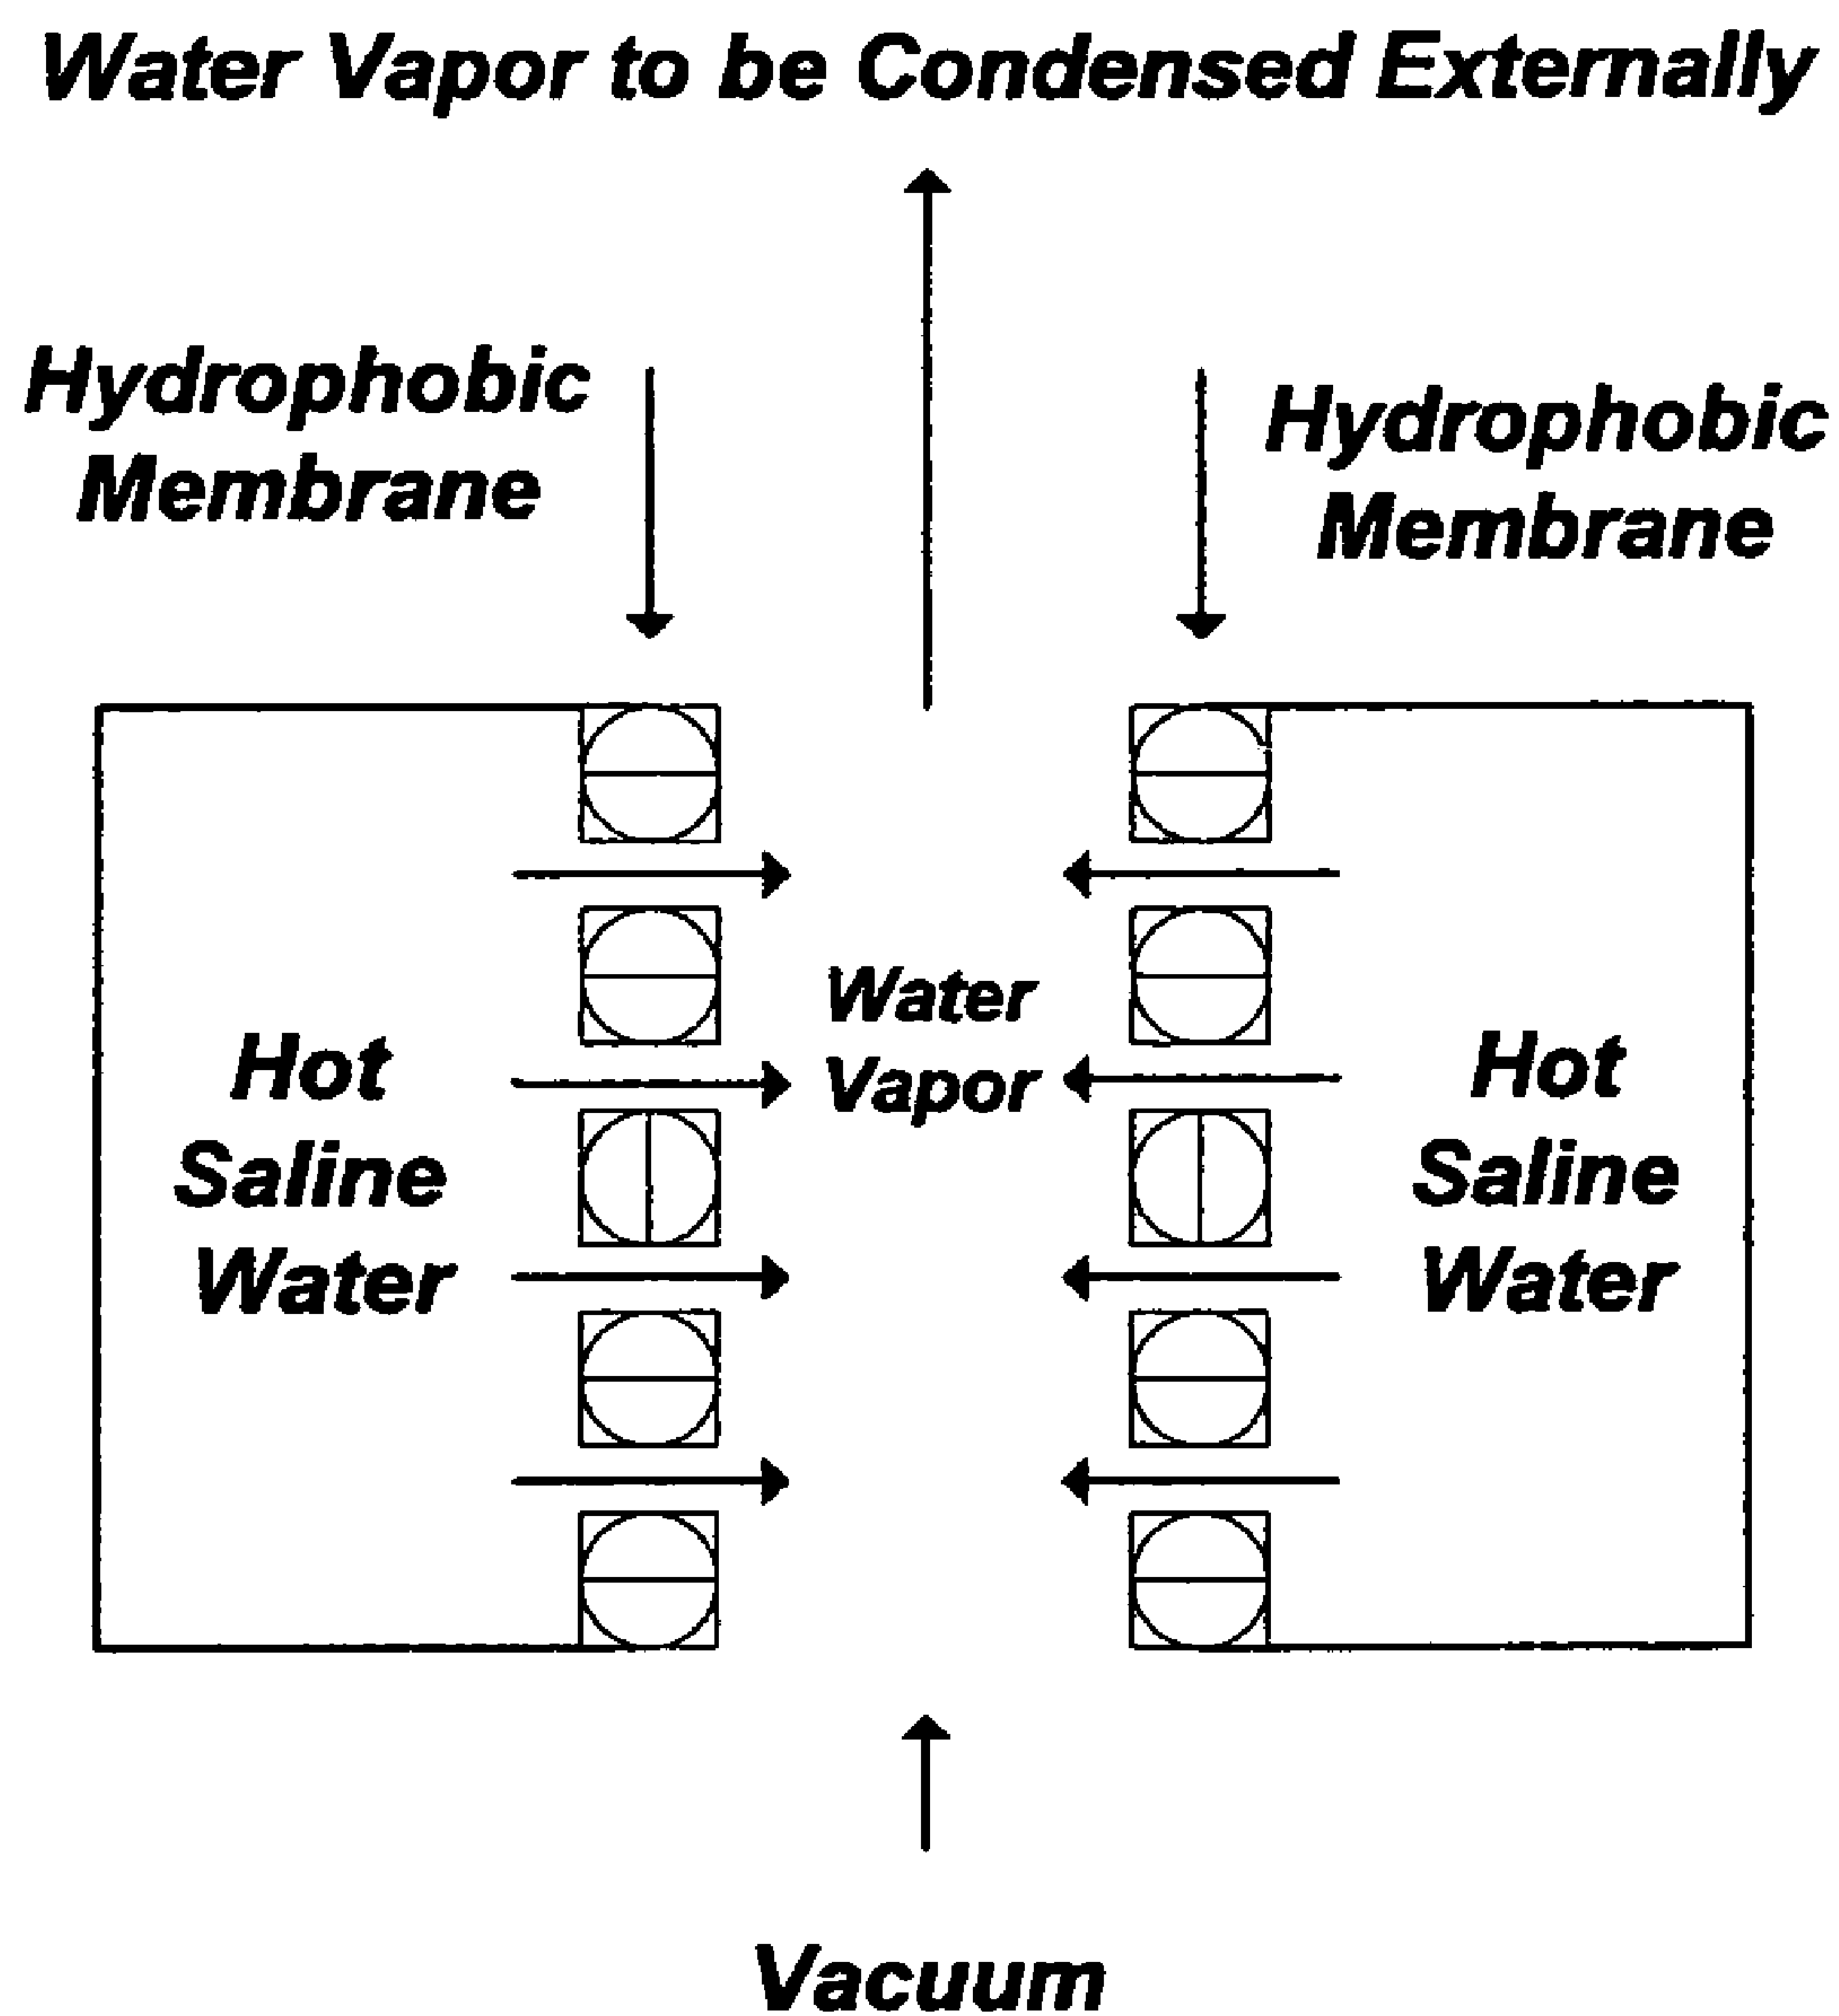 Water Vapor to be Condensed Externally
Hydrophobic
Membrane
Hydrophobic
Membrane
Hot
Saline
Water
Water
Vapor
Hot
Saline
Water
Vacuum